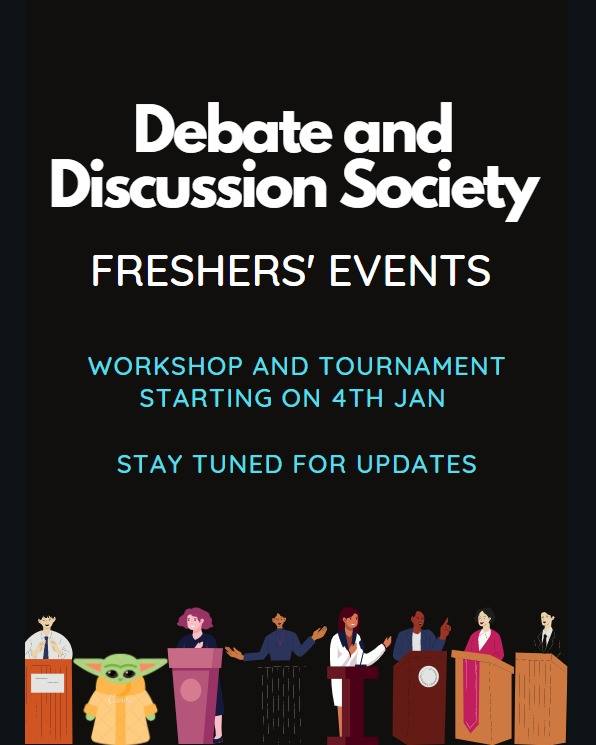 Debate and
Discussion Society
FRESHERS' EVENTS
WORKSHOP AND TOURNAMENT
STARTING ON 4TH JAN
STAY TUNED FOR UPDATES